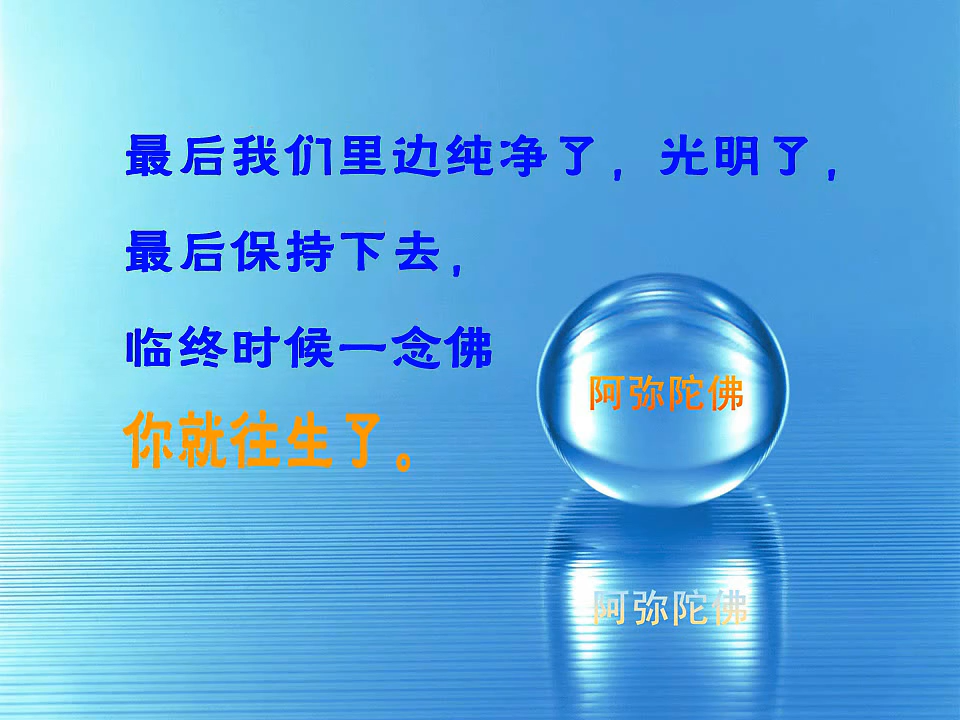 最后我们里边纯净了，光明了，
最后保持下去，
临终时候一念佛
你就往生了。
阿弥陀佛
阿弥陀佛